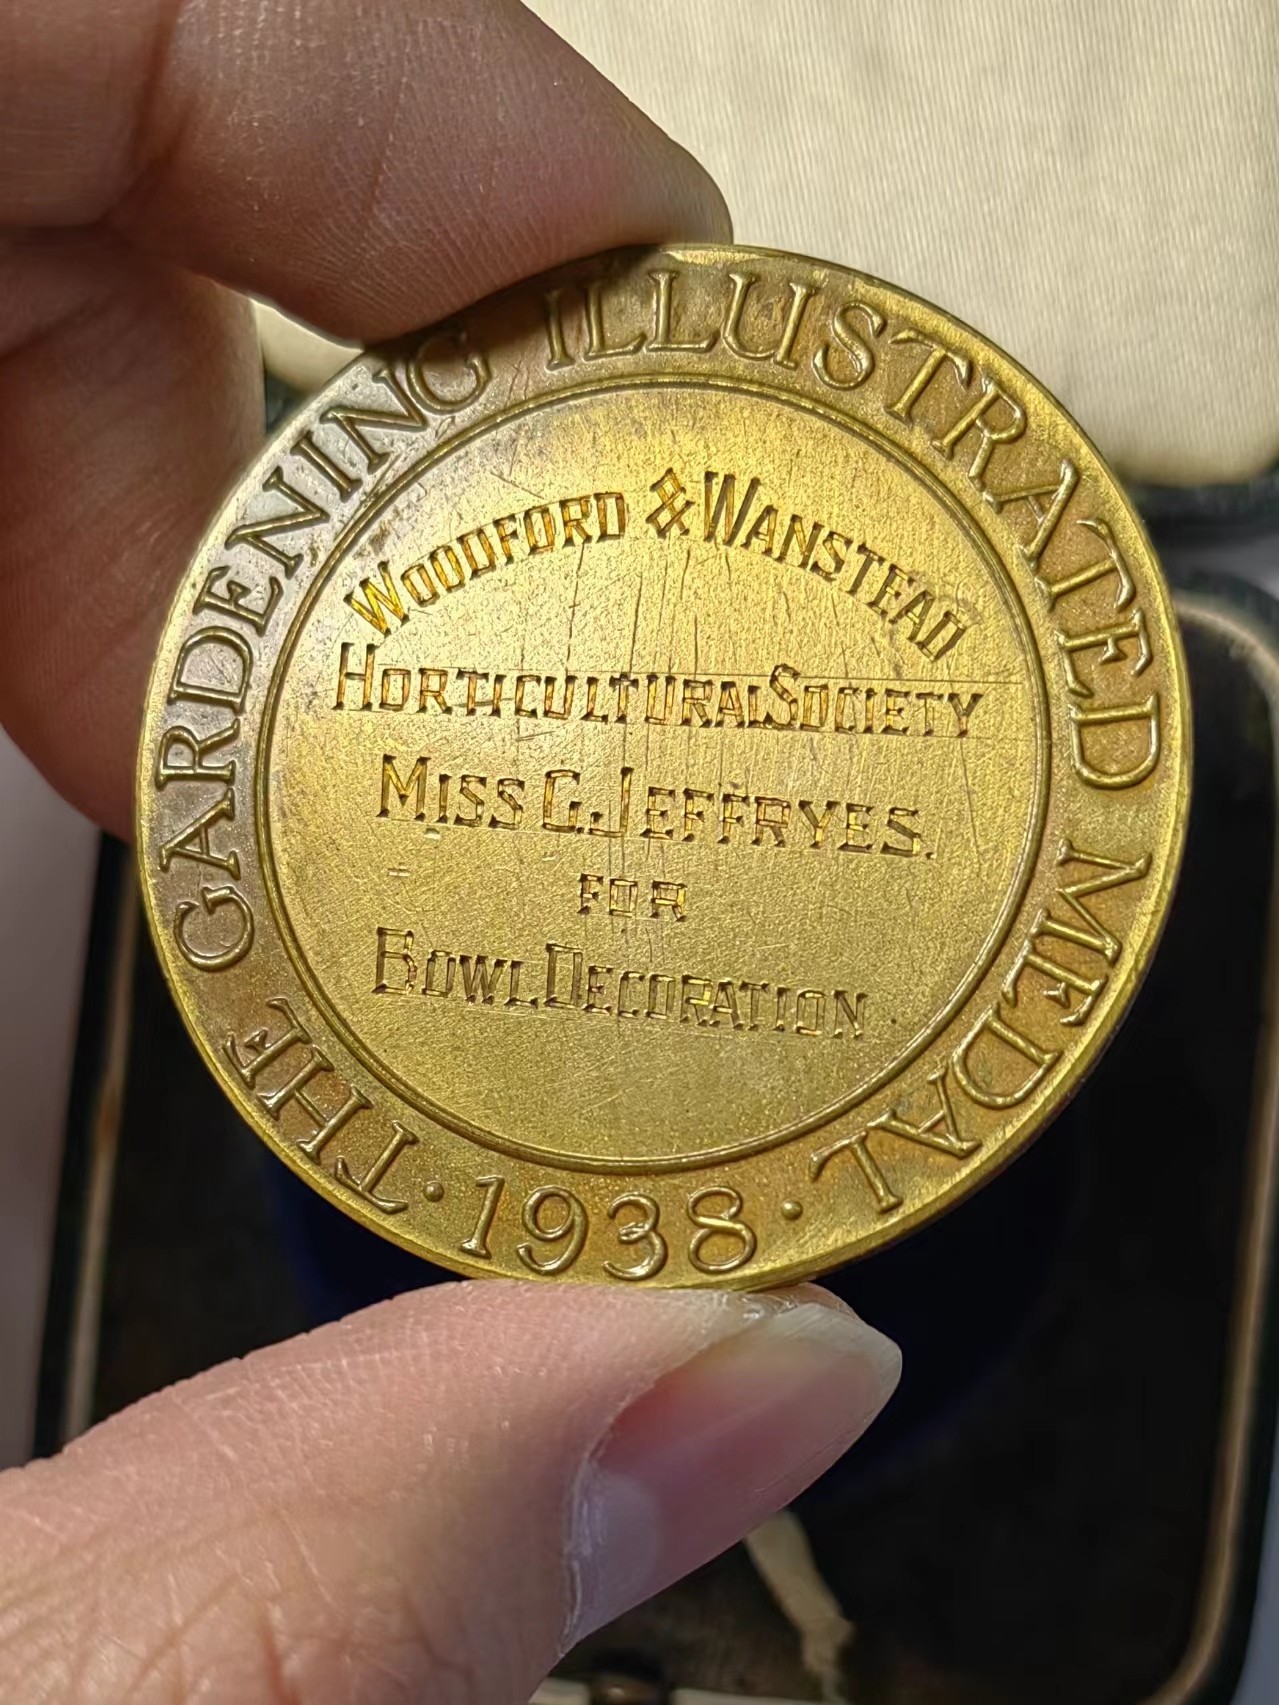 THE GARDENING ILLUSTRATED MEDAL
· 1938 ·
WOODFORD & WANSTEAD
HORTICULTURAL SOCIETY
MISS G. JEFFRYES.
FOR
BOWL DECORATION